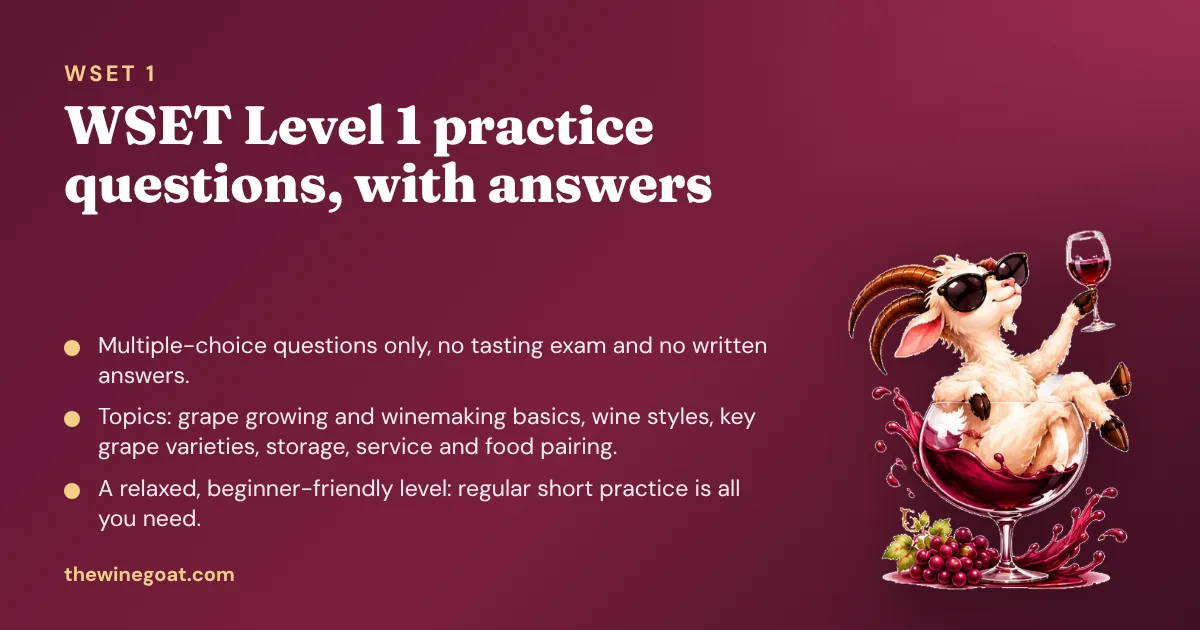 WSET 1
WSET Level 1 practice
questions, with answers
Multiple-choice questions only, no tasting exam and no written
answers.
Topics: grape growing and winemaking basics, wine styles, key
grape varieties, storage, service and food pairing.
A relaxed, beginner-friendly level: regular short practice is all
you need.
thewinegoat.com